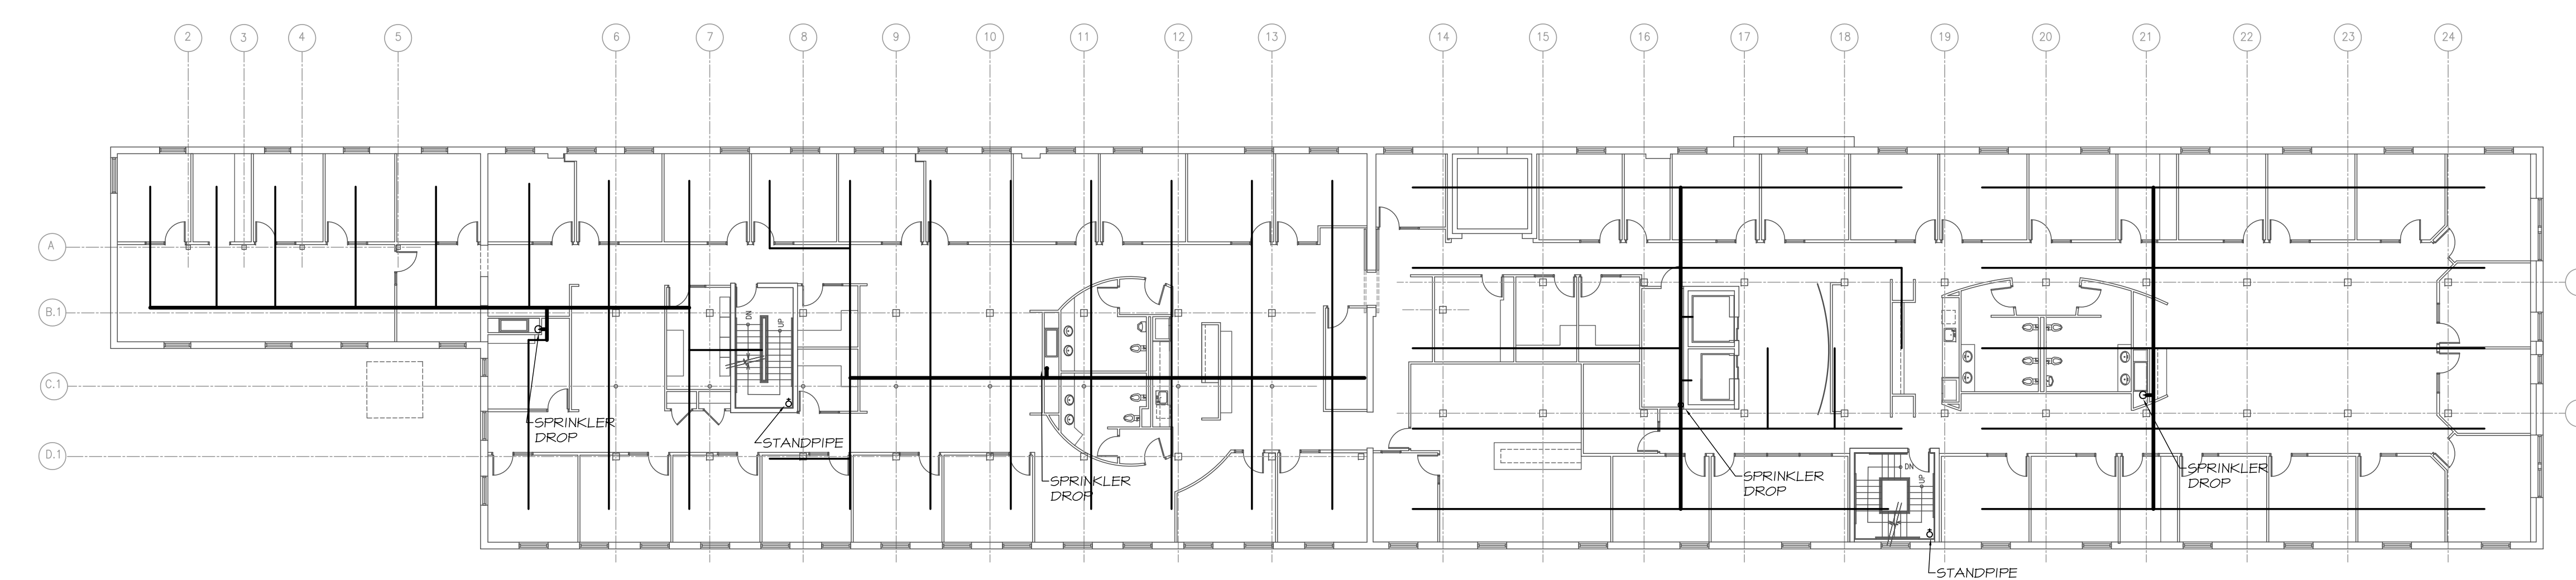 2 3 4 5 6 7 8 9 10 11 12 13 14 15 16 17 18 19 20 21 22 23 24
A
B.1
DN
UP
C.1
SPRINKLER
DROP
STANDPIPE
D.1
SPRINKLER
DROP
SPRINKLER
DROP
DN
UP
SPRINKLER
DROP
STANDPIPE